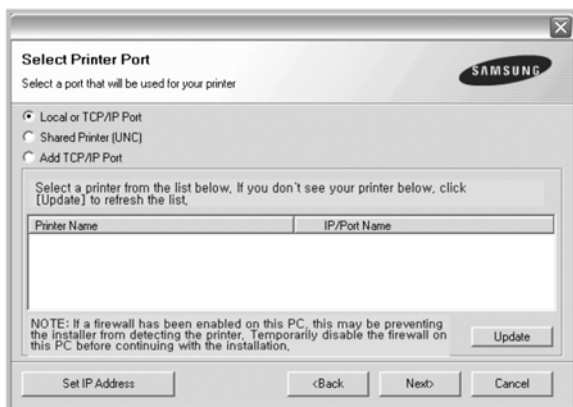 Select Printer Port
Select a port that will be used for your printer
SAMSUNG
Local or TCP/IP Port
Shared Printer (UNC)
Add TCP/IP Port
Select a printer from the list below, If you don't see your printer below, click
[Update] to refresh the list,
Printer Name IP/Port Name
NOTE: If a firewall has been enabled on this PC, this may be preventing
the installer from detecting the printer, Temporarily disable the firewall on
this PC before continuing with the installation,
Update
Set IP Address <Back Next> Cancel